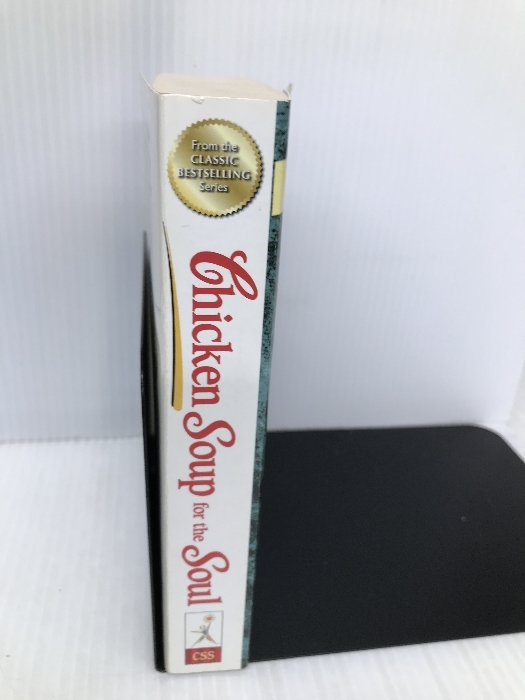 From the
CLASSIC
BESTSELLING
Series
Chicken Soup for the Soul
CSS